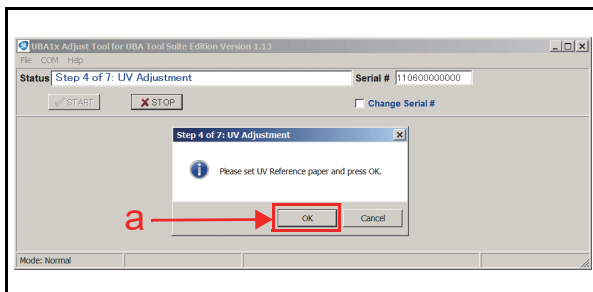 UBA1x Adjust Tool for UBA Tool Suite Edition Version 1.13
File COM Help
Status Step 4 of 7: UV Adjustment Serial # 110600000000
START STOP Change Serial #
Step 4 of 7: UV Adjustment
Please set UV Reference paper and press OK.
a OK Cancel
Mode: Normal